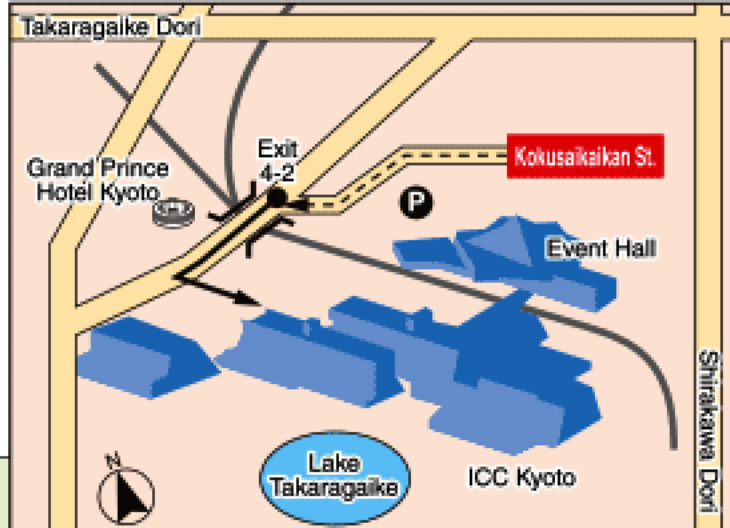 Takaragaike Dori
Exit
4-2
Kokusaikaikan St.
Grand Prince
Hotel Kyoto
P
Event Hall
Shirakawa Dori
N
Lake
Takaragaike
ICC Kyoto